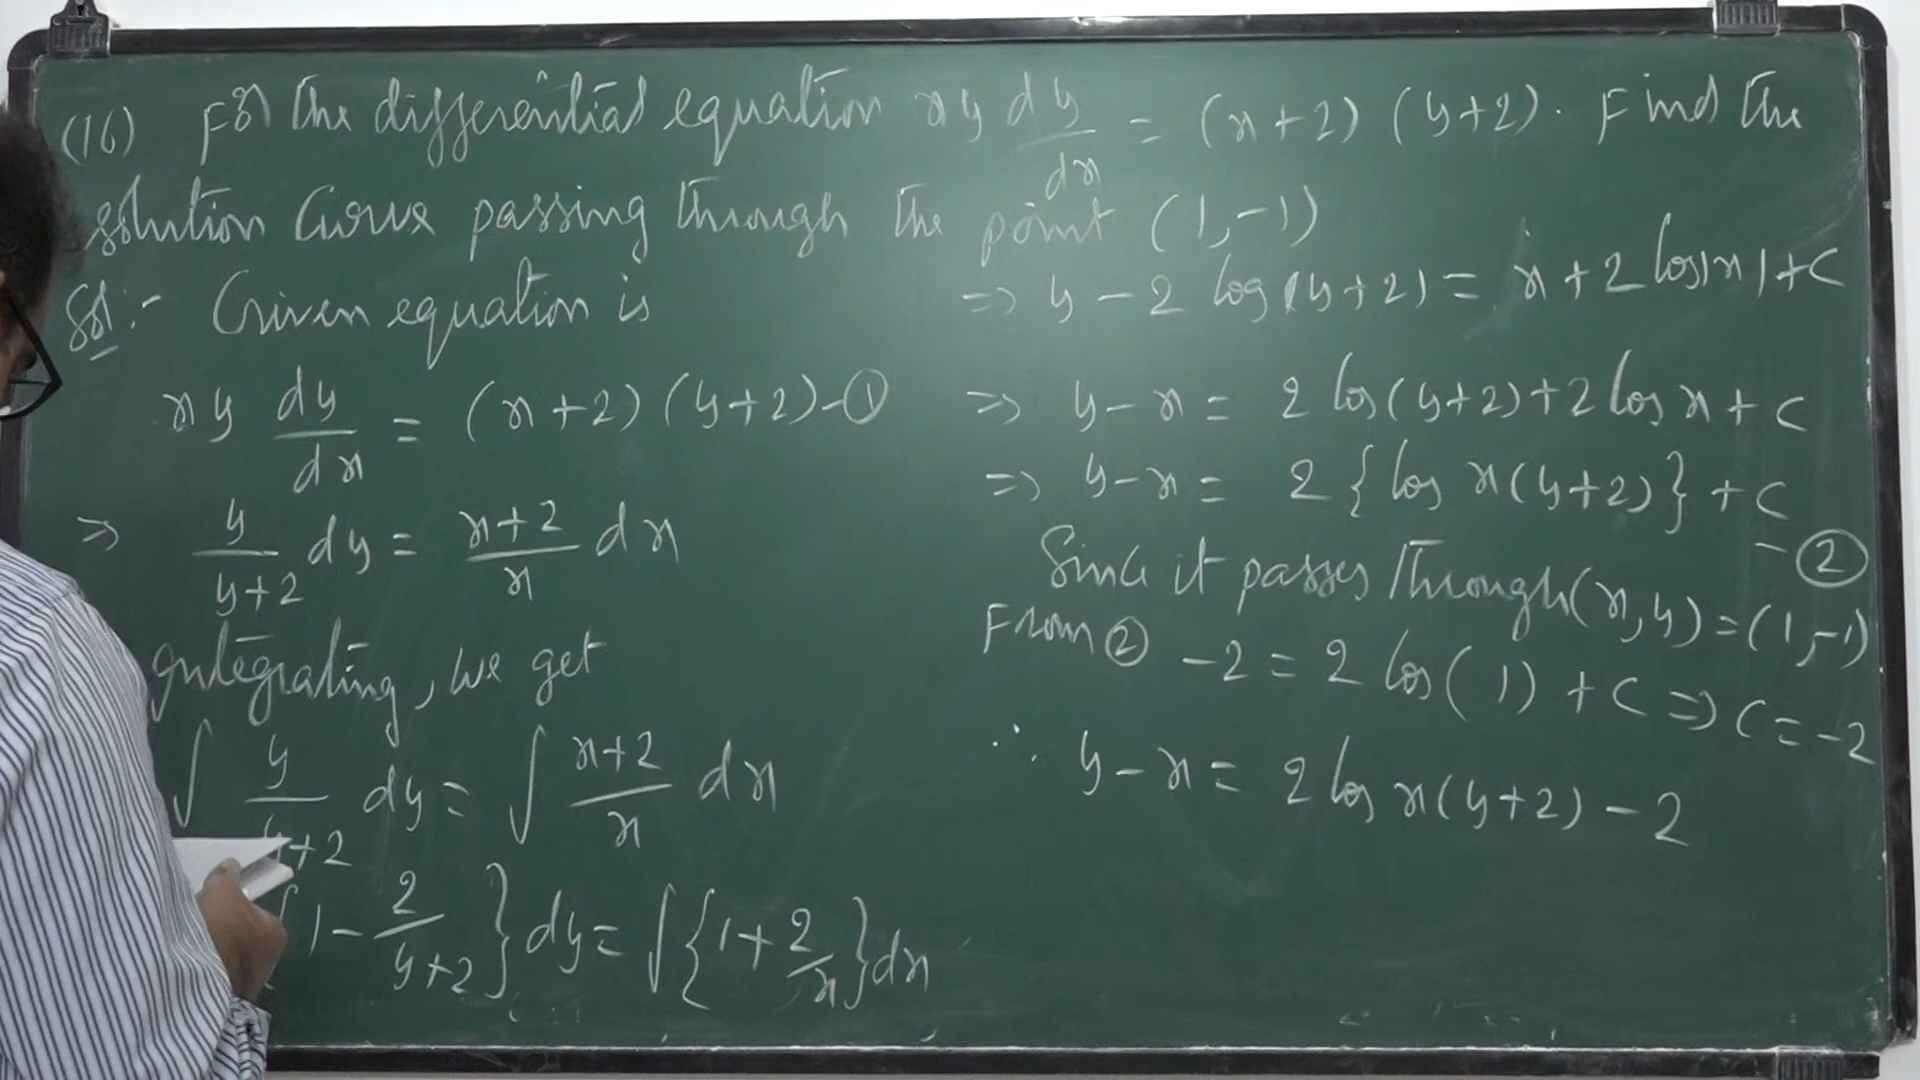 (16) For the differential equation xy dy/dx = (x+2) (y+2). Find the
solution Curve passing through the point (1,-1)
Sol:- Given equation is
xy dy/dx = (x+2) (y+2) -①
=> y/y+2 dy = x+2/x dx
Integrating, we get
∫ y/y+2 dy = ∫ x+2/x dx
{1 - 2/y+2} dy = ∫{1 + 2/x} dx
=> y - 2 log(y+2) = x + 2 log|x| + C
=> y - x = 2 log(y+2) + 2 log x + C
=> y - x = 2 {log x(y+2)} + C
- ②
Since it passes through (x,y) = (1,-1)
From ② -2 = 2 log(1) + C => C = -2
∴ y - x = 2 log x(y+2) - 2